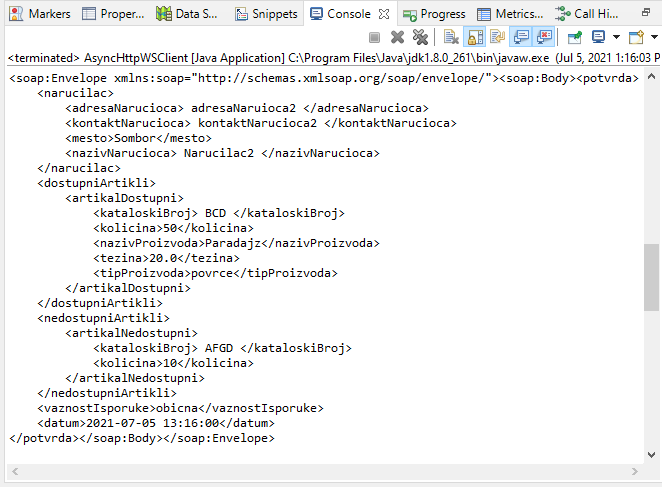 Markers Proper... Data S... Snippets Console Progress Metrics... Call Hi...
<terminated> AsyncHttpWSClient [Java Application] C:\Program Files\Java\jdk1.8.0_261\bin\javaw.exe (Jul 5, 2021 1:16:03 P
<soap:Envelope xmlns:soap="http://schemas.xmlsoap.org/soap/envelope/"><soap:Body><potvrda>
    <narucilac>
        <adresaNarucioca> adresaNaruioca2 </adresaNarucioca>
        <kontaktNarucioca> kontaktNarucioca2 </kontaktNarucioca>
        <mesto>Sombor</mesto>
        <nazivNarucioca> Narucilac2 </nazivNarucioca>
    </narucilac>
    <dostupniArtikli>
        <artikalDostupni>
            <kataloskiBroj> BCD </kataloskiBroj>
            <kolicina>50</kolicina>
            <nazivProizvoda>Paradajz</nazivProizvoda>
            <tezina>20.0</tezina>
            <tipProizvoda>povrce</tipProizvoda>
        </artikalDostupni>
    </dostupniArtikli>
    <nedostupniArtikli>
        <artikalNedostupni>
            <kataloskiBroj> AFGD </kataloskiBroj>
            <kolicina>10</kolicina>
        </artikalNedostupni>
    </nedostupniArtikli>
    <vaznostIsporuke>obicna</vaznostIsporuke>
    <datum>2021-07-05 13:16:00</datum>
</potvrda></soap:Body></soap:Envelope>